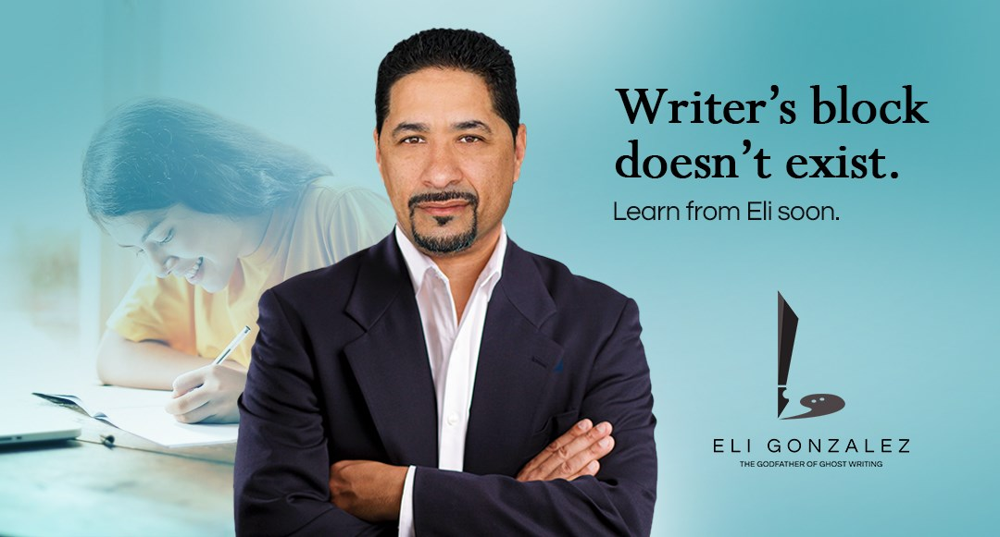 Writer’s block
doesn’t exist.
Learn from Eli soon.
ELI GONZALEZ
THE GODFATHER OF GHOST WRITING